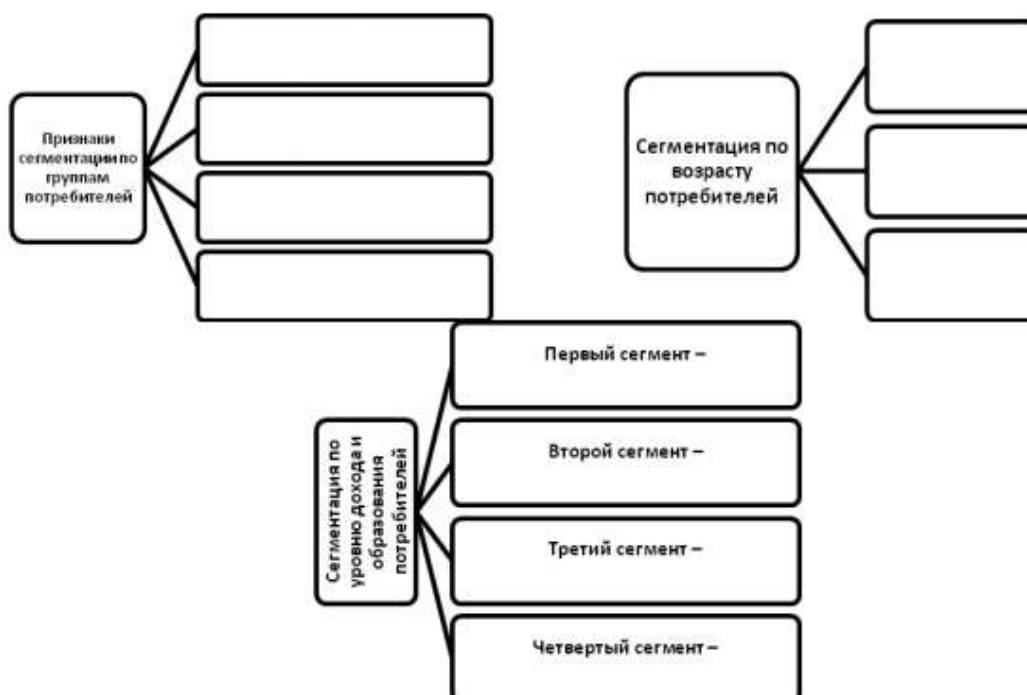 Признаки
сегментации по
группам
потребителей
Сегментация по
возрасту
потребителей
Первый сегмент –
Второй сегмент –
Третий сегмент –
Четвертый сегмент –
Сегментация по
уровню дохода и
образования
потребителей